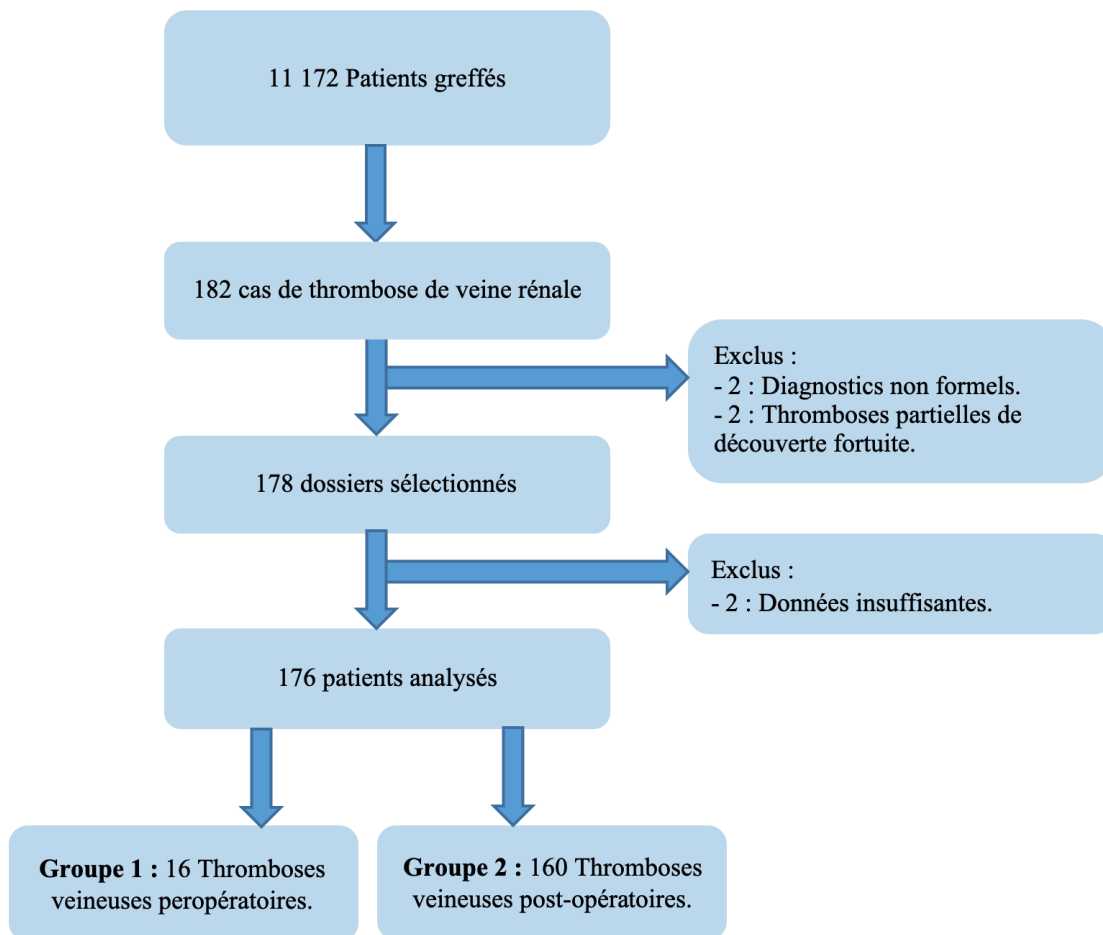 11 172 Patients greffés
182 cas de thrombose de veine rénale
Exclus :
- 2 : Diagnostics non formels.
- 2 : Thromboses partielles de
découverte fortuite.
178 dossiers sélectionnés
Exclus :
- 2 : Données insuffisantes.
176 patients analysés
Groupe 1 : 16 Thromboses
veineuses peropératoires.
Groupe 2 : 160 Thromboses
veineuses post-opératoires.